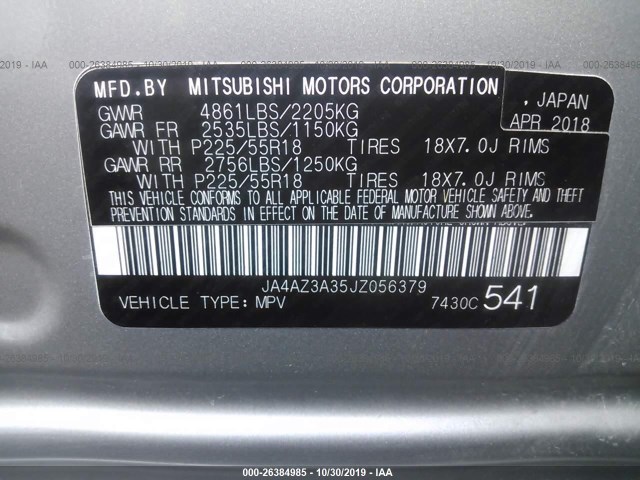 000-26384985 - 10/30/2019 - IAA
MFD.BY MITSUBISHI MOTORS CORPORATION
, JAPAN
APR 2018
GVWR 4861LBS/2205KG
GAWR FR 2535LBS/1150KG
WITH P225/55R18 TIRES 18X7.0J RIMS
GAWR RR 2756LBS/1250KG
WITH P225/55R18 TIRES 18X7.0J RIMS
THIS VEHICLE CONFORMS TO ALL APPLICABLE FEDERAL MOTOR VEHICLE SAFETY AND THEFT
PREVENTION STANDARDS IN EFFECT ON THE DATE OF MANUFACTURE SHOWN ABOVE.
JA4AZ3A35JZ056379
VEHICLE TYPE: MPV 7430C 541
000-26384985 - 10/30/2019 - IAA